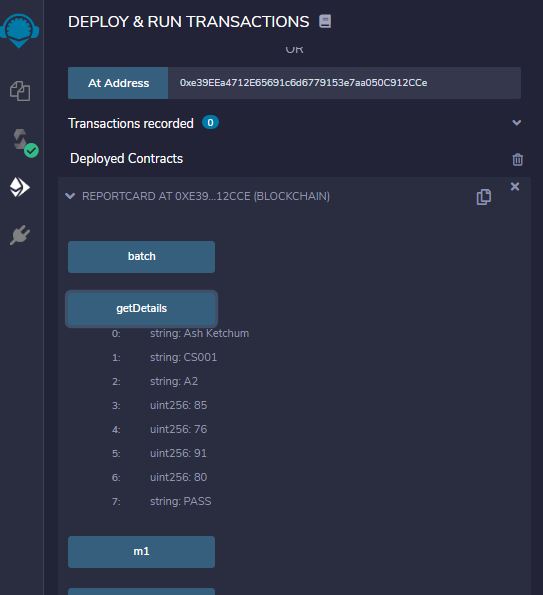 DEPLOY & RUN TRANSACTIONS
OR
At Address 0xe39EEa4712E65691c6d6779153e7aa050C912CCe
Transactions recorded 0
Deployed Contracts
REPORTCARD AT 0XE39...12CCE (BLOCKCHAIN)
batch
getDetails
0: string: Ash Ketchum
1: string: CS001
2: string: A2
3: uint256: 85
4: uint256: 76
5: uint256: 91
6: uint256: 80
7: string: PASS
m1